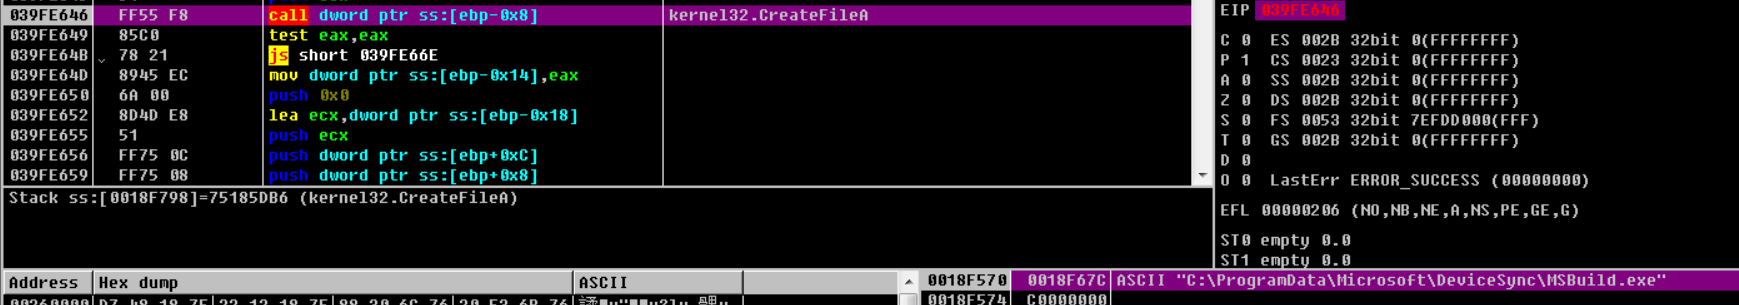 039FE646 FF55 F8 call dword ptr ss:[ebp-0x8] kernel32.CreateFileA
039FE649 85C0 test eax,eax
039FE64B 78 21 js short 039FE66E
039FE64D 8945 EC mov dword ptr ss:[ebp-0x14],eax
039FE650 6A 00 push 0x0
039FE652 8D4D E8 lea ecx,dword ptr ss:[ebp-0x18]
039FE655 51 push ecx
039FE656 FF75 0C push dword ptr ss:[ebp+0xC]
039FE659 FF75 08 push dword ptr ss:[ebp+0x8]
Stack ss:[0018F798]=75185DB6 (kernel32.CreateFileA)
EIP 039FE646
C 0 ES 002B 32bit 0(FFFFFFFF)
P 1 CS 0023 32bit 0(FFFFFFFF)
A 0 SS 002B 32bit 0(FFFFFFFF)
Z 0 DS 002B 32bit 0(FFFFFFFF)
S 0 FS 0053 32bit 7EFDD000(FFF)
T 0 GS 002B 32bit 0(FFFFFFFF)
D 0
O 0 LastErr ERROR_SUCCESS (00000000)
EFL 00000206 (NO,NB,NE,A,NS,PE,GE,G)
ST0 empty 0.0
ST1 empty 0.0
Address Hex dump ASCII
0018F570 0018F67C ASCII "C:\ProgramData\Microsoft\DeviceSync\MSBuild.exe"
0018F574 C0000000